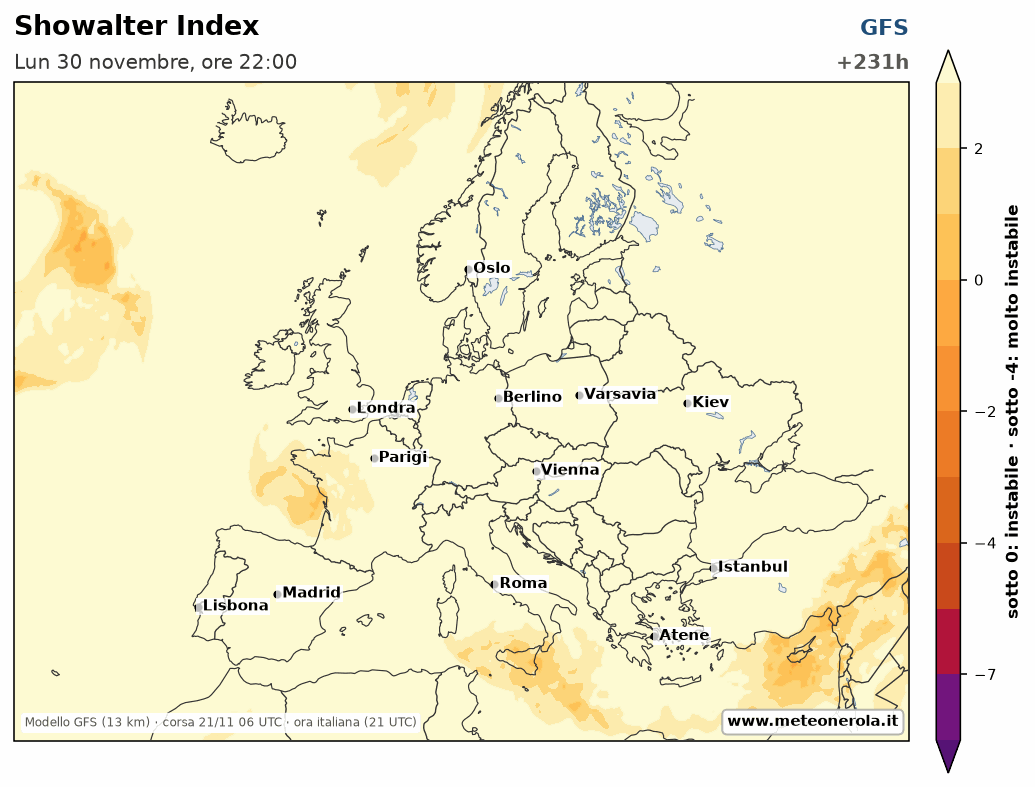 Showalter Index
GFS
Lun 30 novembre, ore 22:00
+231h
2
0
−2
−4
−7
sotto 0: instabile · sotto -4: molto instabile
Oslo
Londra
Berlino
Varsavia
Kiev
Parigi
Vienna
Istanbul
Roma
Madrid
Lisbona
Atene
Modello GFS (13 km) · corsa 21/11 06 UTC · ora italiana (21 UTC)
www.meteonerola.it